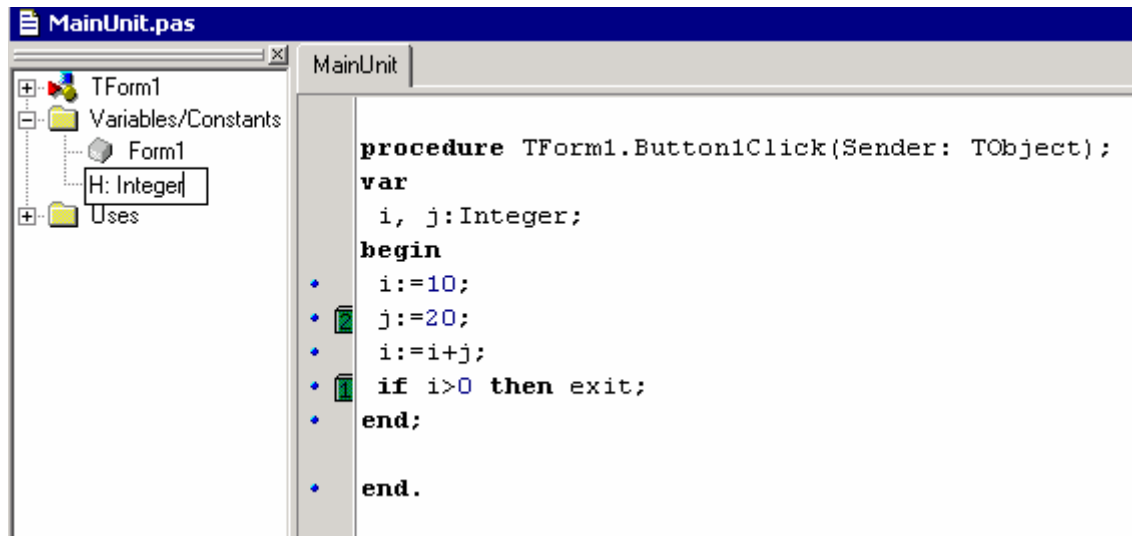 MainUnit.pas
TForm1
Variables/Constants
Form1
H: Integer
Uses
MainUnit
procedure TForm1.Button1Click(Sender: TObject);
var
i, j:Integer;
begin
i:=10;
2 j:=20;
i:=i+j;
1 if i>0 then exit;
end;
end.